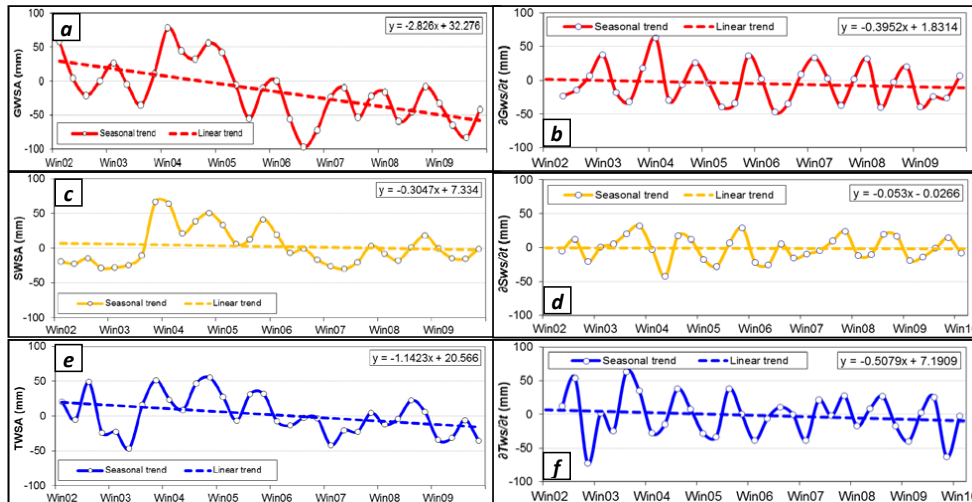 a
y = -2.826x + 32.276
100
50
0
-50
-100
GWSA (mm)
Seasonal trend
Linear trend
Win02 Win03 Win04 Win05 Win06 Win07 Win08 Win09
b
Seasonal trend
Linear trend
y = -0.3952x + 1.8314
100
50
0
-50
-100
∂Gws/∂t (mm)
Win02 Win03 Win04 Win05 Win06 Win07 Win08 Win09
c
y = -0.3047x + 7.334
100
50
0
-50
-100
SWSA (mm)
Seasonal trend
Linear trend
Win02 Win03 Win04 Win05 Win06 Win07 Win08 Win09
d
Seasonal trend
Linear trend
y = -0.053x - 0.0266
100
50
0
-50
-100
∂Sws/∂t (mm)
Win02 Win03 Win04 Win05 Win06 Win07 Win08 Win09 Win10
e
y = -1.1423x + 20.566
100
50
0
-50
-100
TWSA (mm)
Seasonal trend
Linear trend
Win02 Win03 Win04 Win05 Win06 Win07 Win08 Win09
f
Seasonal trend
Linear trend
y = -0.5079x + 7.1909
100
50
0
-50
-100
∂Tws/∂t (mm)
Win02 Win03 Win04 Win05 Win06 Win07 Win08 Win09 Win10